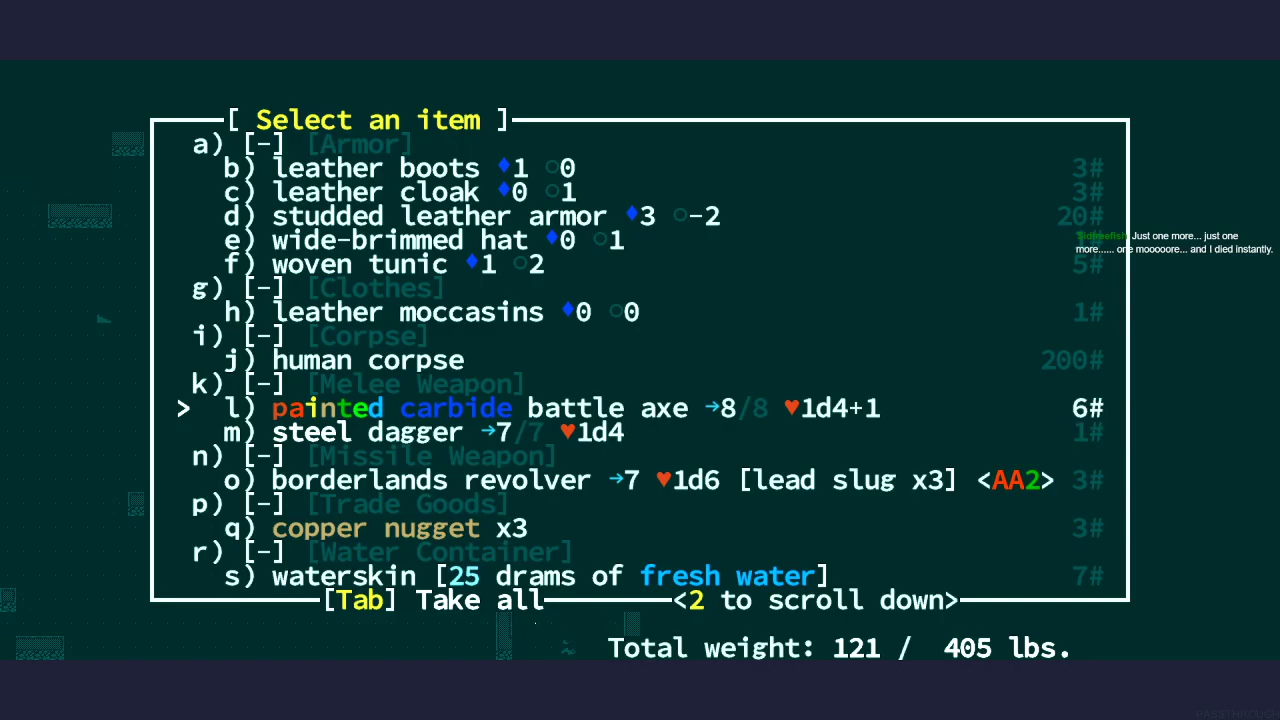 [ Select an item ]
a) [-] [Armor]
b) leather boots ♦1 ○0 3#
c) leather cloak ♦0 ○1 3#
d) studded leather armor ♦3 ○-2 20#
e) wide-brimmed hat ♦0 ○1 1#
f) woven tunic ♦1 ○2 5#
g) [-] [Clothes]
h) leather moccasins ♦0 ○0 1#
i) [-] [Corpse]
j) human corpse 200#
k) [-] [Melee Weapon]
> l) painted carbide battle axe →8/8 ♥1d4+1 6#
m) steel dagger →7/7 ♥1d4 1#
n) [-] [Missile Weapon]
o) borderlands revolver →7 ♥1d6 [lead slug x3] <AA2> 3#
p) [-] [Trade Goods]
q) copper nugget x3 3#
r) [-] [Water Container]
s) waterskin [25 drams of fresh water] 7#
[Tab] Take all <2 to scroll down>
Total weight: 121 / 405 lbs.
Just one more... just one
more...... one mooooore... and I died instantly.